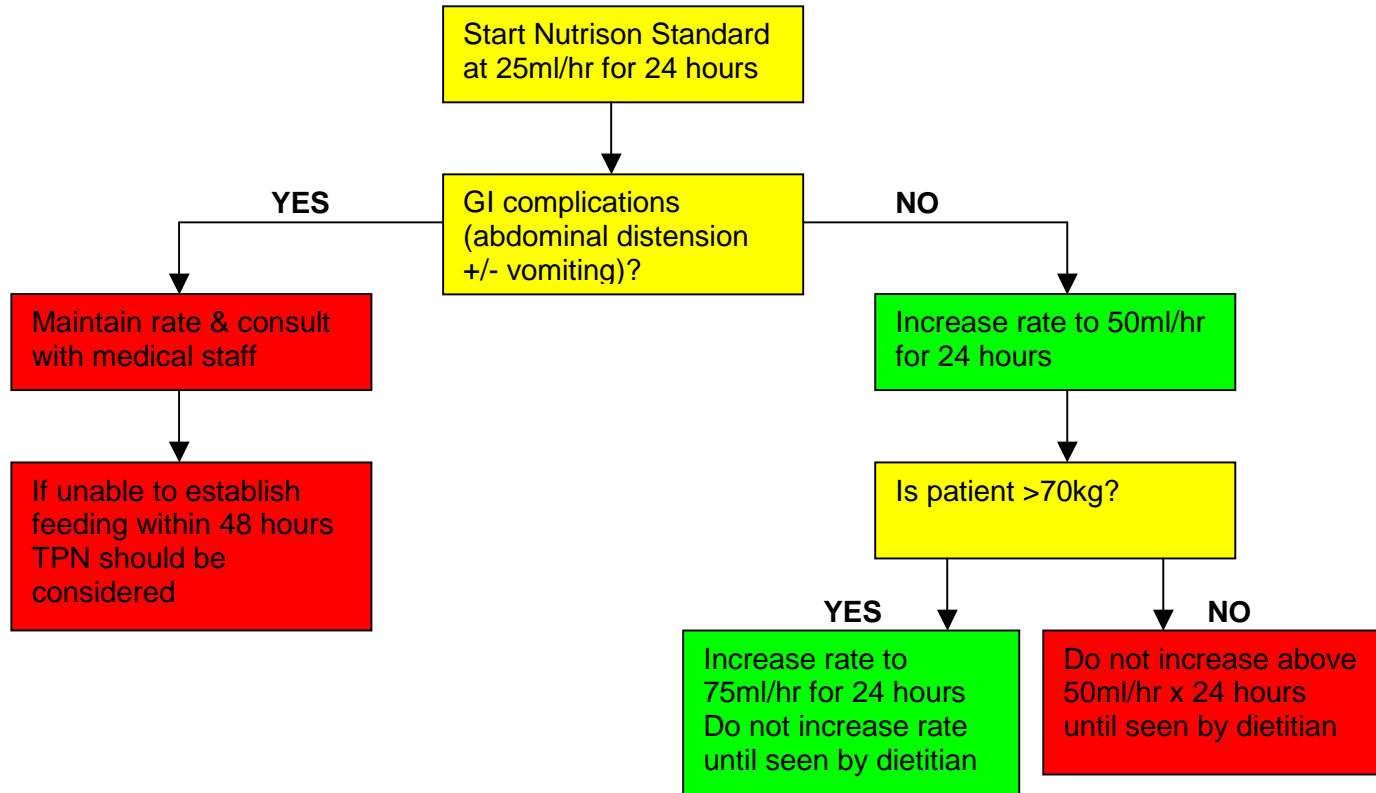 Start Nutrison Standard
at 25ml/hr for 24 hours
YES
GI complications
(abdominal distension
+/- vomiting)?
NO
Maintain rate & consult
with medical staff
Increase rate to 50ml/hr
for 24 hours
If unable to establish
feeding within 48 hours
TPN should be
considered
Is patient >70kg?
YES
NO
Increase rate to
75ml/hr for 24 hours
Do not increase rate
until seen by dietitian
Do not increase above
50ml/hr x 24 hours
until seen by dietitian